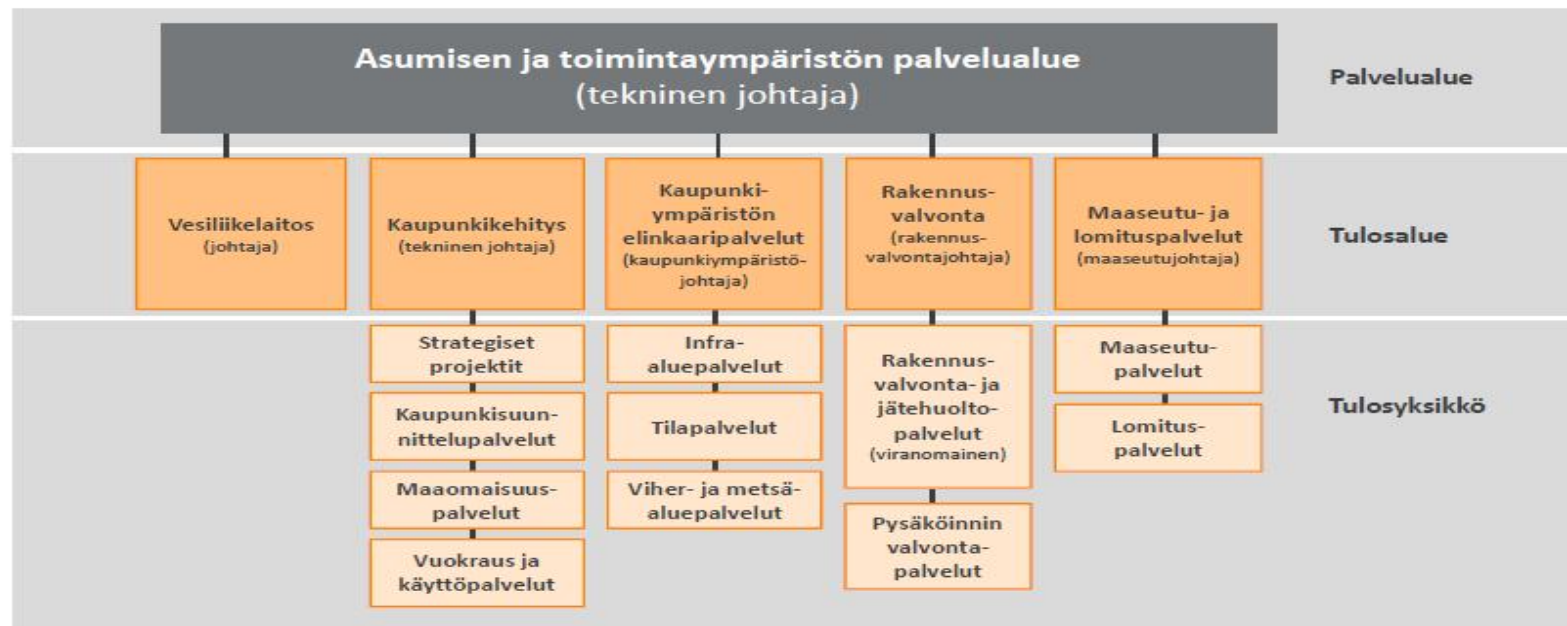 Asumisen ja toimintaympäristön palvelualue
(tekninen johtaja)
Palvelualue
Vesiliikelaitos
(johtaja)
Kaupunkikehitys
(tekninen johtaja)
Kaupunki-
ympäristön
elinkaaripalvelut
(kaupunkiympäristö-
johtaja)
Rakennus-
valvonta
(rakennus-
valvontajohtaja)
Maaseutu- ja
lomituspalvelut
(maaseutujohtaja)
Tulosalue
Strategiset
projektit
Kaupunkisuun-
nittelupalvelut
Maaomaisuus-
palvelut
Vuokraus ja
käyttöpalvelut
Infra-
aluepalvelut
Tilapalvelut
Viher- ja metsä-
aluepalvelut
Rakennus-
valvonta- ja
jätehuolto-
palvelut
(viranomainen)
Pysäköinnin
valvonta-
palvelut
Maaseutu-
palvelut
Lomitus-
palvelut
Tulosyksikkö